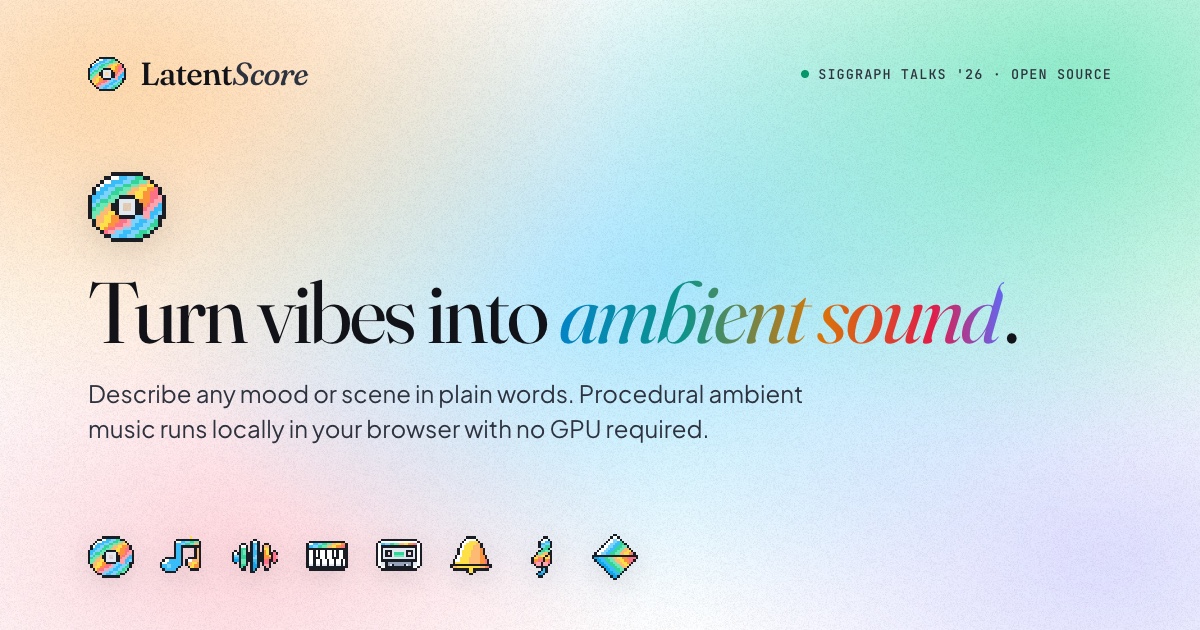 LatentScore
SIGGRAPH TALKS '26 · OPEN SOURCE
Turn vibes into ambient sound.
Describe any mood or scene in plain words. Procedural ambient
music runs locally in your browser with no GPU required.